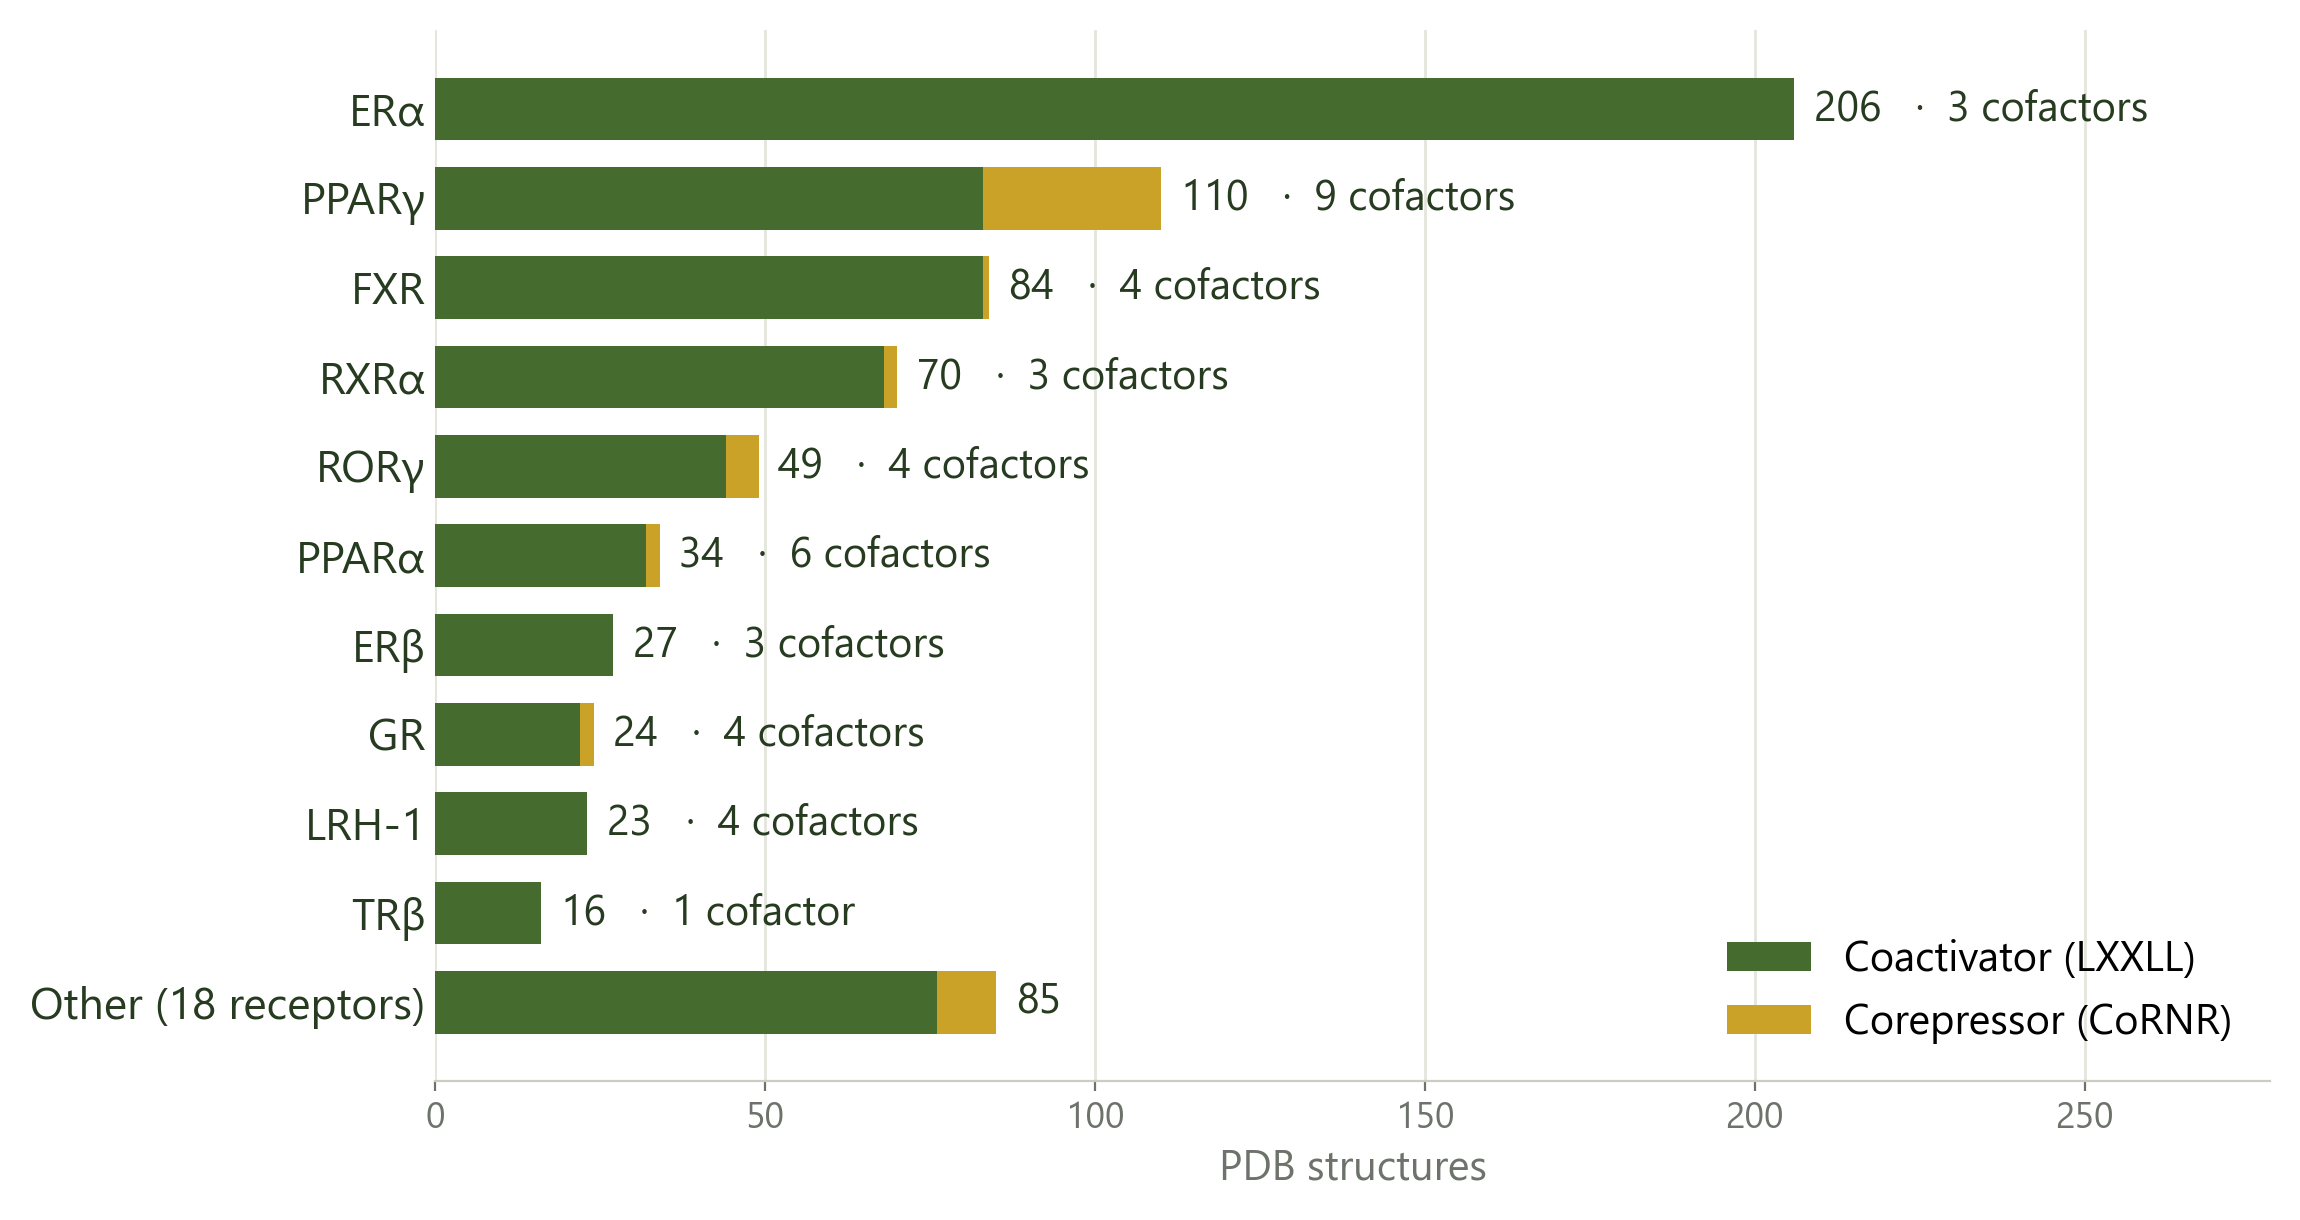 ERα 206 · 3 cofactors
PPARγ 110 · 9 cofactors
FXR 84 · 4 cofactors
RXRα 70 · 3 cofactors
RORγ 49 · 4 cofactors
PPARα 34 · 6 cofactors
ERβ 27 · 3 cofactors
GR 24 · 4 cofactors
LRH-1 23 · 4 cofactors
TRβ 16 · 1 cofactor
Other (18 receptors) 85
Coactivator (LXXLL)
Corepressor (CoRNR)
0 50 100 150 200 250
PDB structures